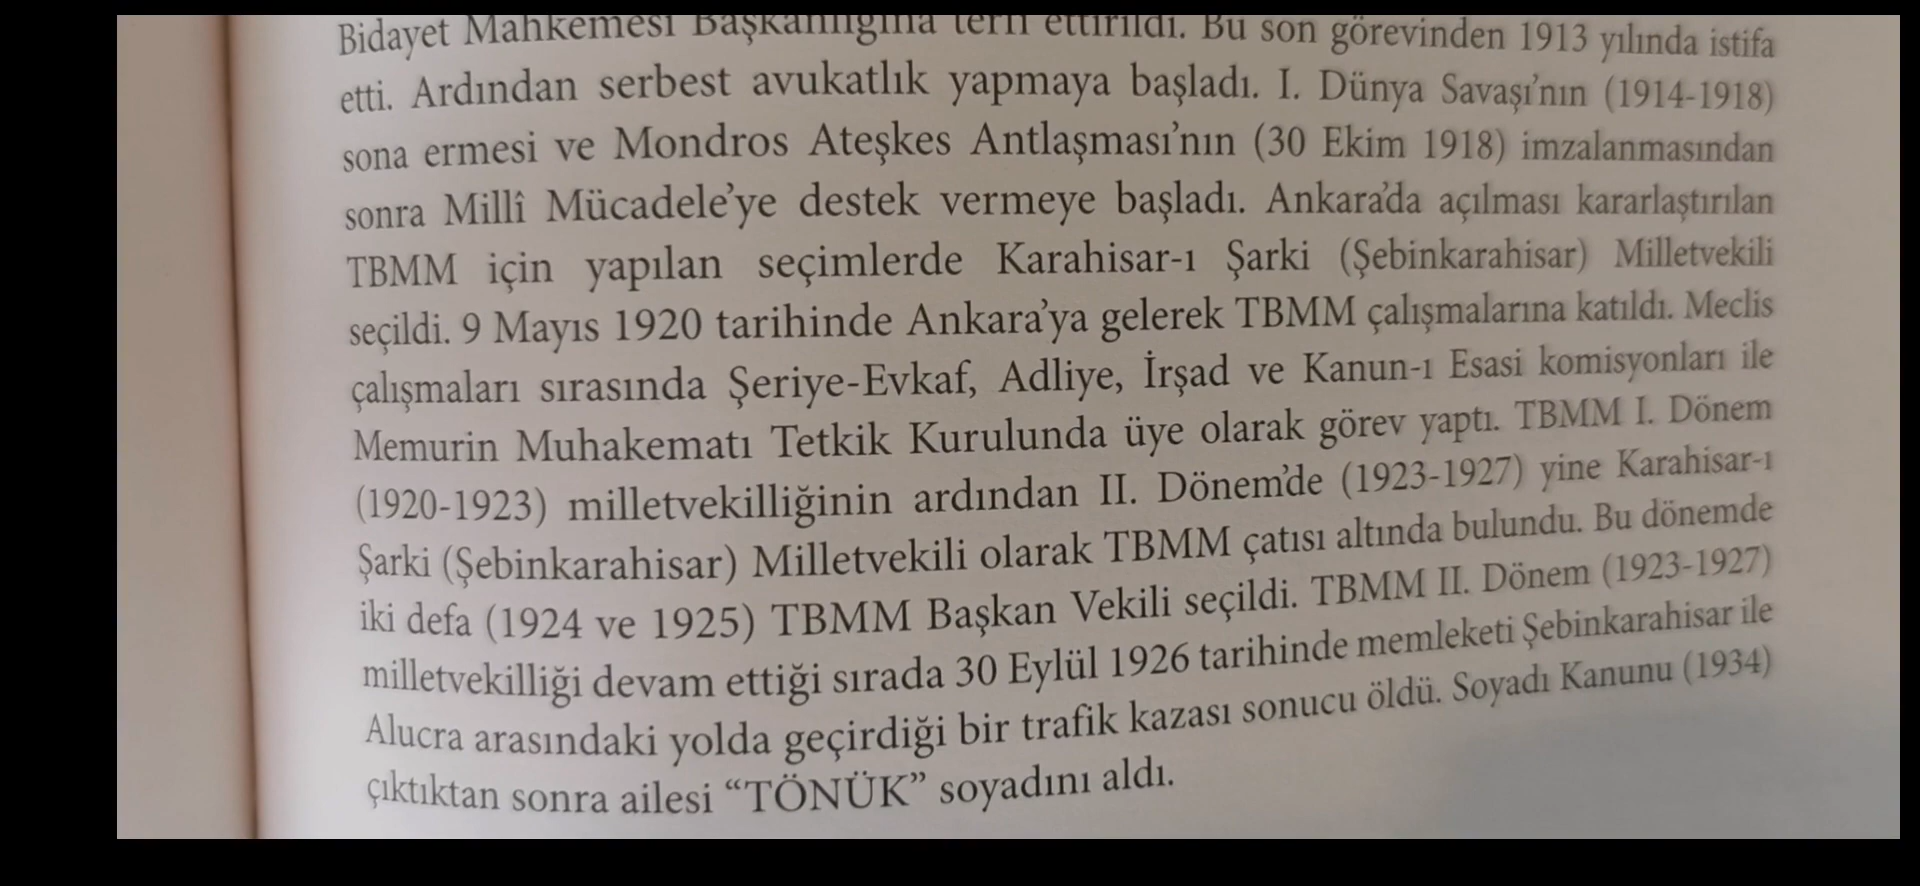 Bidayet Mahkemesi Başkanlığına terfi ettirildi. Bu son görevinden 1913 yılında istifa
etti. Ardından serbest avukatlık yapmaya başladı. I. Dünya Savaşı’nın (1914-1918)
sona ermesi ve Mondros Ateşkes Antlaşması’nın (30 Ekim 1918) imzalanmasından
sonra Millî Mücadele’ye destek vermeye başladı. Ankara’da açılması kararlaştırılan
TBMM için yapılan seçimlerde Karahisar-ı Şarki (Şebinkarahisar) Milletvekili
seçildi. 9 Mayıs 1920 tarihinde Ankara’ya gelerek TBMM çalışmalarına katıldı. Meclis
çalışmaları sırasında Şeriye-Evkaf, Adliye, İrşad ve Kanun-ı Esasi komisyonları ile
Memurin Muhakematı Tetkik Kurulunda üye olarak görev yaptı. TBMM I. Dönem
(1920-1923) milletvekilliğinin ardından II. Dönem’de (1923-1927) yine Karahisar-ı
Şarki (Şebinkarahisar) Milletvekili olarak TBMM çatısı altında bulundu. Bu dönemde
iki defa (1924 ve 1925) TBMM Başkan Vekili seçildi. TBMM II. Dönem (1923-1927)
milletvekilliği devam ettiği sırada 30 Eylül 1926 tarihinde memleketi Şebinkarahisar ile
Alucra arasındaki yolda geçirdiği bir trafik kazası sonucu öldü. Soyadı Kanunu (1934)
çıktıktan sonra ailesi “TÖNÜK” soyadını aldı.